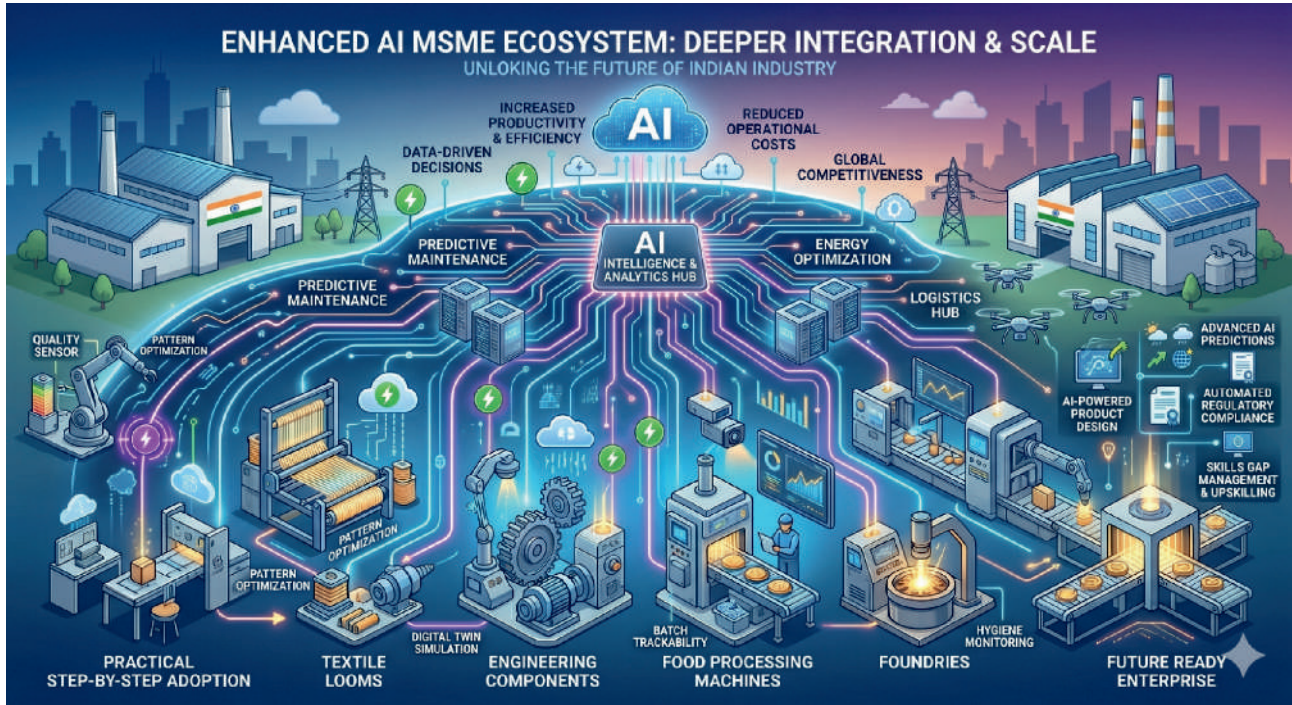 ENHANCED AI MSME ECOSYSTEM: DEEPER INTEGRATION & SCALE
UNLOKING THE FUTURE OF INDIAN INDUSTRY
INCREASED
PRODUCTIVITY
& EFFICIENCY
AI
REDUCED
OPERATIONAL
COSTS
DATA-DRIVEN
DECISIONS
GLOBAL
COMPETITIVENESS
PREDICTIVE
MAINTENANCE
AI
INTELLIGENCE &
ANALYTICS HUB
ENERGY
OPTIMIZATION
PREDICTIVE
MAINTENANCE
LOGISTICS
HUB
QUALITY
SENSOR
PATTERN
OPTIMIZATION
ADVANCED AI
PREDICTIONS
AI-POWERED
PRODUCT
DESIGN
AUTOMATED
REGULATORY
COMPLIANCE
SKILLS GAP
MANAGEMENT
& UPSKILLING
PATTERN
OPTIMIZATION
PATTERN
OPTIMIZATION
DIGITAL TWIN
SIMULATION
BATCH
TRACKABILITY
HYGIENE
MONITORING
PRACTICAL
STEP-BY-STEP ADOPTION
TEXTILE
LOOMS
ENGINEERING
COMPONENTS
FOOD PROCESSING
MACHINES
FOUNDRIES
FUTURE READY
ENTERPRISE